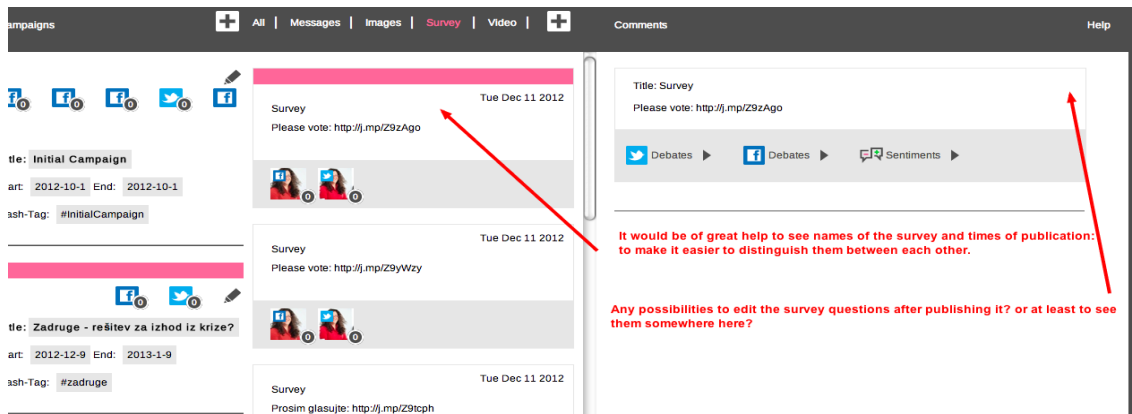 ampaigns
All | Messages | Images | Survey | Video |
Comments
Help
0 0 0 0
tle: Initial Campaign
art: 2012-10-1 End: 2012-10-1
ash-Tag: #InitialCampaign
0 0
tle: Zadruge - rešitev za izhod iz krize?
art: 2012-12-9 End: 2013-1-9
ash-Tag: #zadruge
Tue Dec 11 2012
Survey
Please vote: http://j.mp/Z9zAgo
0 0
Tue Dec 11 2012
Survey
Please vote: http://j.mp/Z9yWzy
0 0
Tue Dec 11 2012
Survey
Prosim glasujte: http://j.mp/Z9tcph
Title: Survey
Please vote: http://j.mp/Z9zAgo
Debates Debates Sentiments
It would be of great help to see names of the survey and times of publication:
to make it easier to distinguish them between each other.
Any possibilities to edit the survey questions after publishing it? or at least to see
them somewhere here?